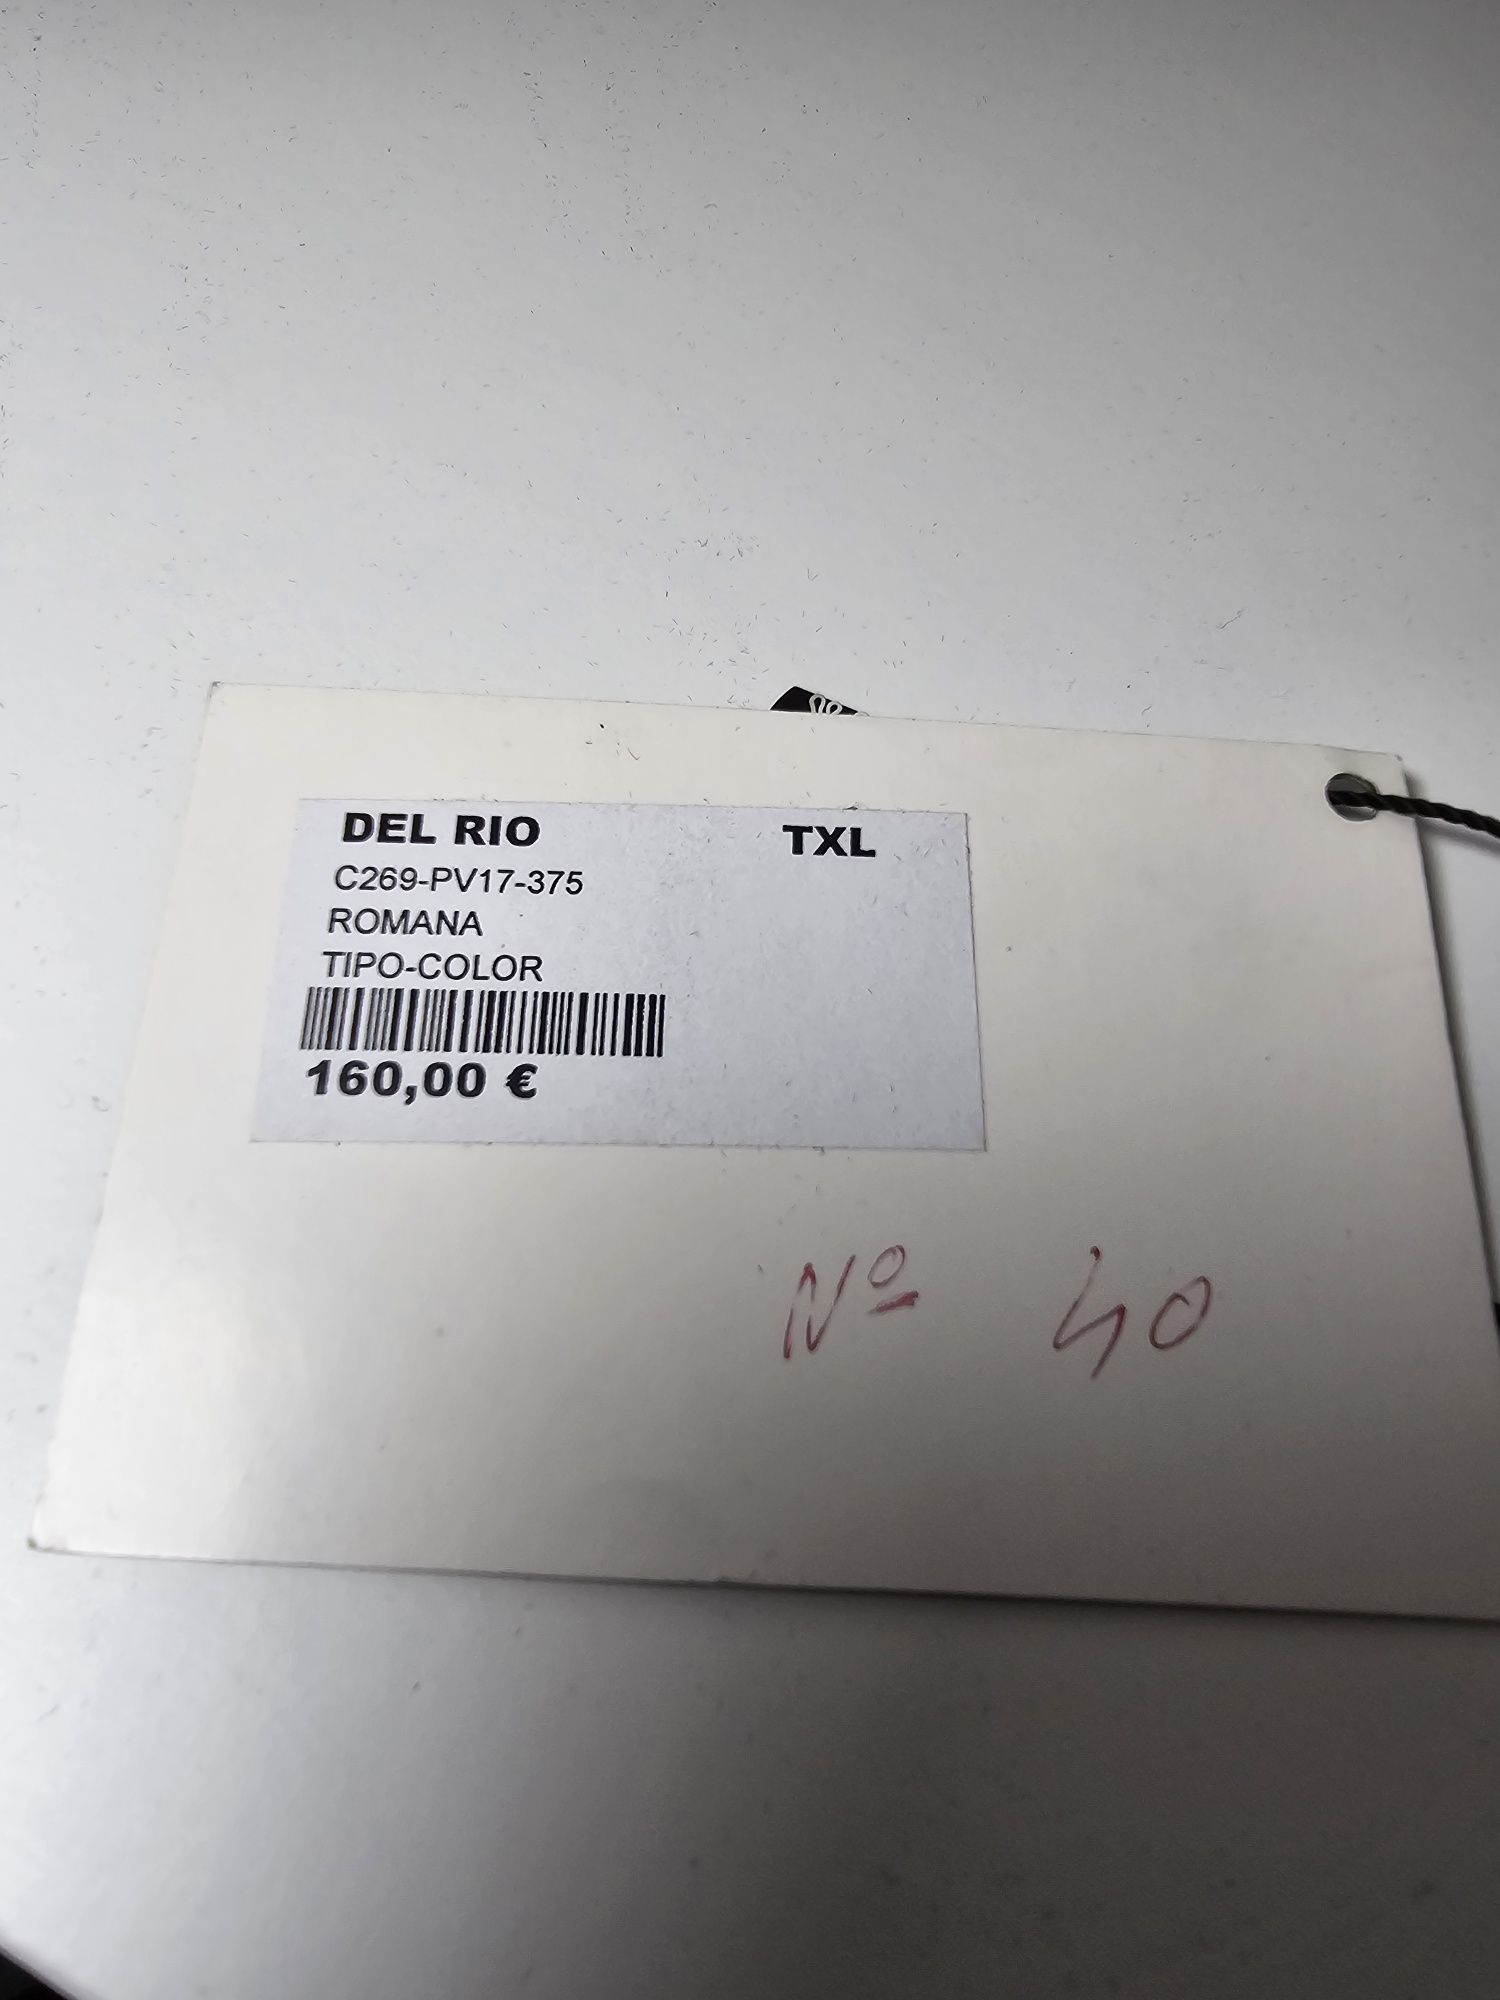 DEL RIO TXL
C269-PV17-375
ROMANA
TIPO-COLOR
160,00 €
Nº 40